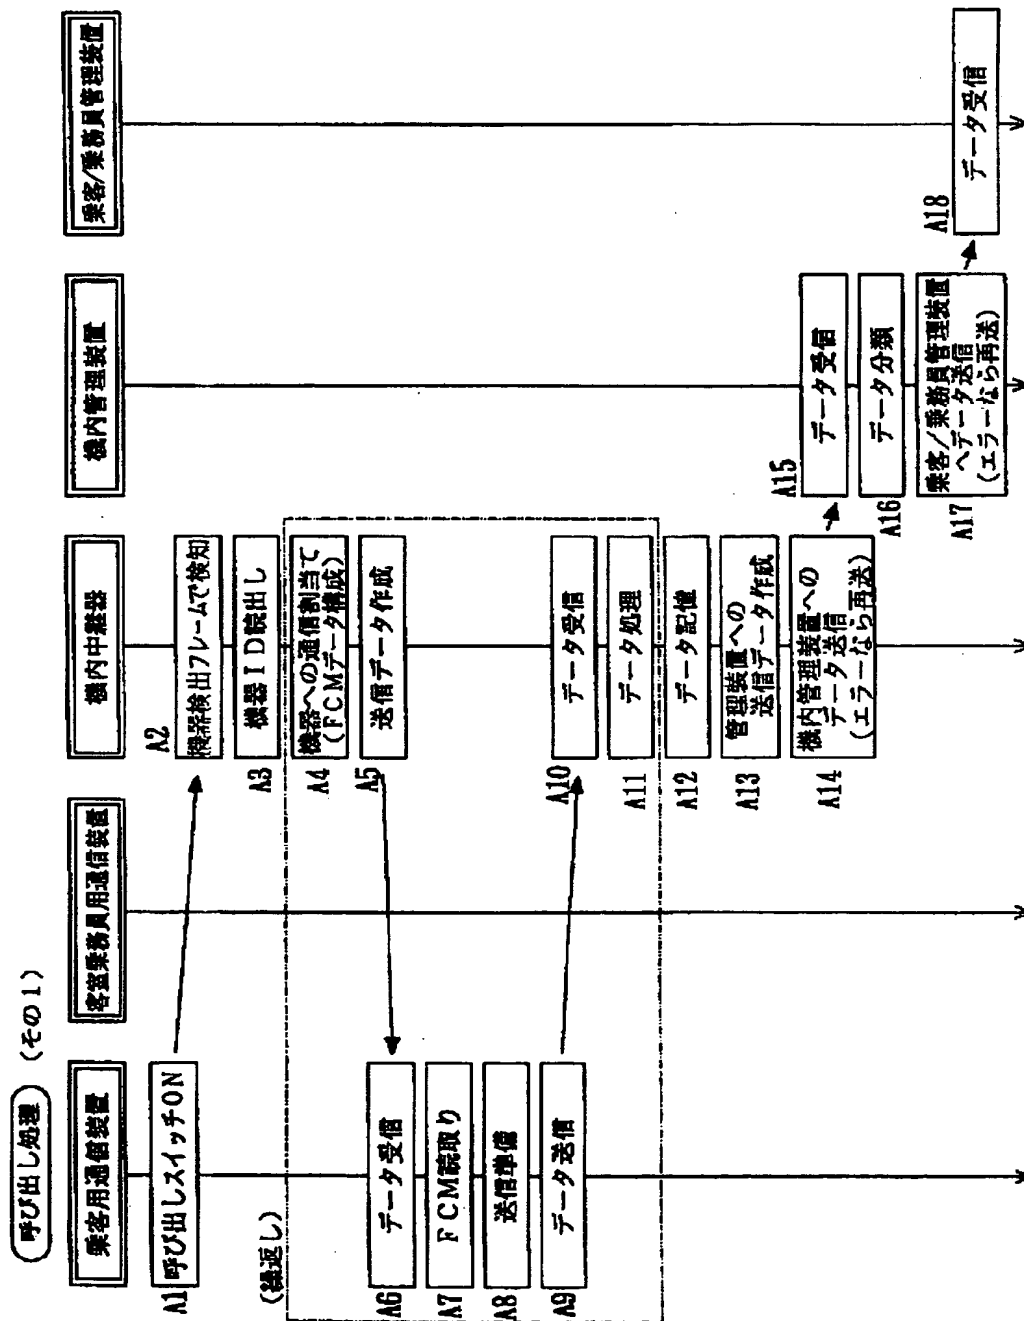 呼び出し処理 (その1)
乗客用通信装置
客室乗務員用通信装置
機内中継器
機内管理装置
乗客/乗務員管理装置
A1
呼び出しスイッチON
A2
機器検出フレームで検知
A3
機器ID読出し
(繰返し)
A4
機器への通信割当て
(FCMデータ構成)
A5
送信データ作成
A6
データ受信
A7
FCM読取り
A8
送信準備
A9
データ送信
A10
データ受信
A11
データ処理
A12
データ記憶
A13
管理装置への
送信データ作成
A14
機内管理装置への
データ送信
(エラーなら再送)
A15
データ受信
A16
データ分類
A17
乗客/乗務員管理装置
へデータ送信
(エラーなら再送)
A18
データ受信